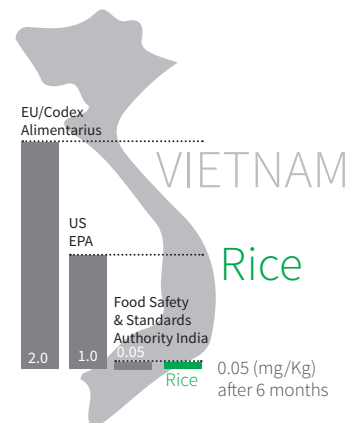 EU/Codex
Alimentarius
VIETNAM
US
EPA
Rice
Food Safety
& Standards
Authority India
2.0
1.0
0.05
Rice
0.05 (mg/Kg)
after 6 months